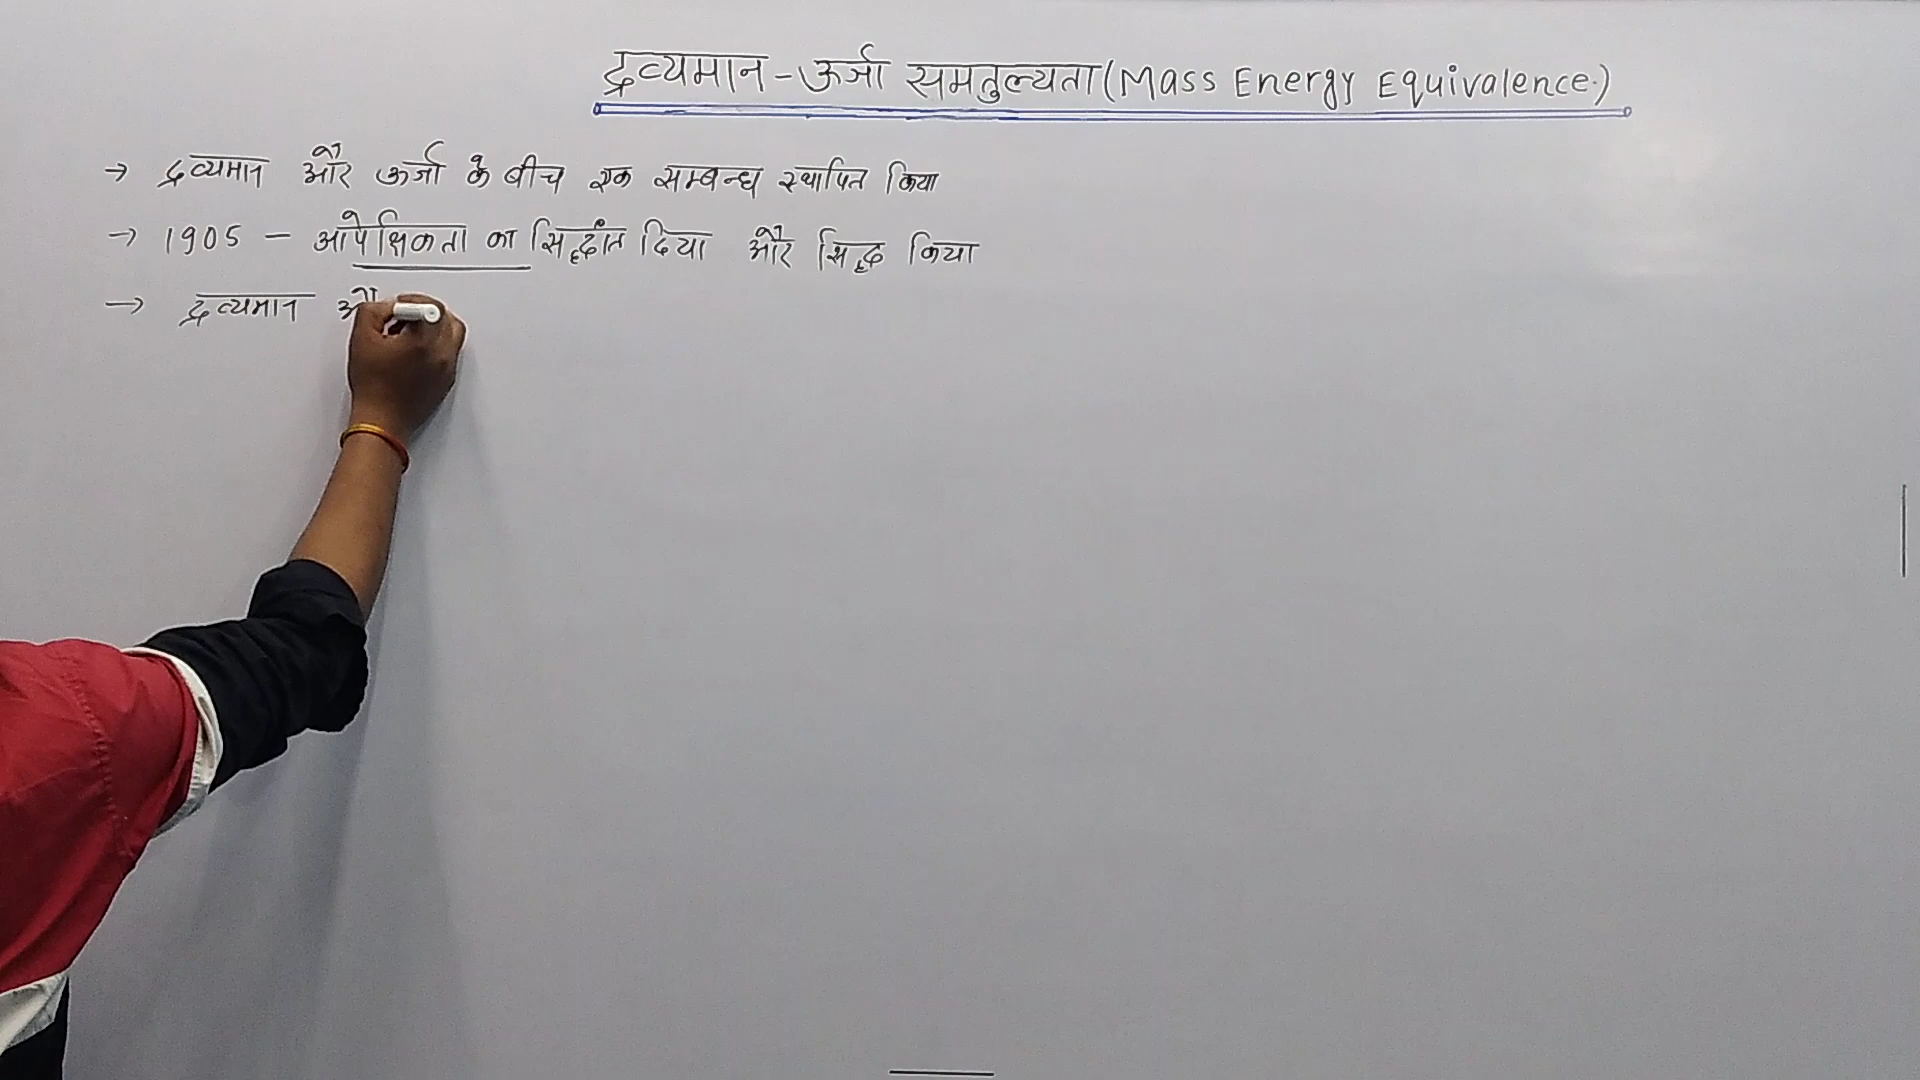 द्रव्यमान - ऊर्जा समतुल्यता (Mass Energy Equivalence.)
→ द्रव्यमान और ऊर्जा के बीच एक सम्बन्ध स्थापित किया
→ 1905 - आपेक्षिकता का सिद्धांत दिया और सिद्ध किया
→ द्रव्यमान औ